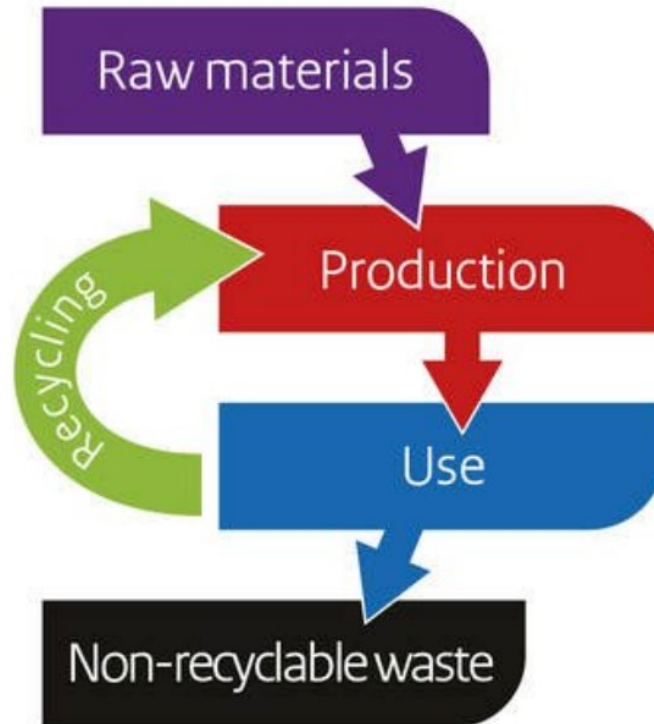 Raw materials
Production
Recycling
Use
Non-recyclable waste